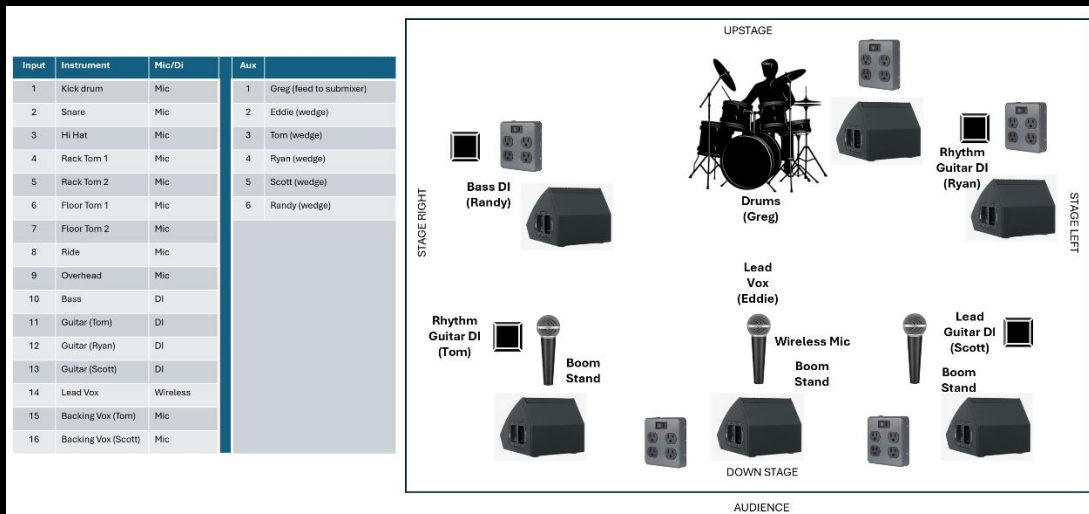 Input Instrument Mic/Di Aux
1 Kick drum Mic 1 Greg (feed to submixer)
2 Snare Mic 2 Eddie (wedge)
3 Hi Hat Mic 3 Tom (wedge)
4 Rack Tom 1 Mic 4 Ryan (wedge)
5 Rack Tom 2 Mic 5 Scott (wedge)
6 Floor Tom 1 Mic 6 Randy (wedge)
7 Floor Tom 2 Mic
8 Ride Mic
9 Overhead Mic
10 Bass DI
11 Guitar (Tom) DI
12 Guitar (Ryan) DI
13 Guitar (Scott) DI
14 Lead Vox Wireless
15 Backing Vox (Tom) Mic
16 Backing Vox (Scott) Mic
UPSTAGE
STAGE RIGHT
Bass DI
(Randy)
Drums
(Greg)
Rhythm
Guitar DI
(Ryan)
STAGE LEFT
Rhythm
Guitar DI
(Tom)
Boom
Stand
Lead
Vox
(Eddie)
Wireless Mic
Boom
Stand
Lead
Guitar DI
(Scott)
Boom
Stand
DOWN STAGE
AUDIENCE